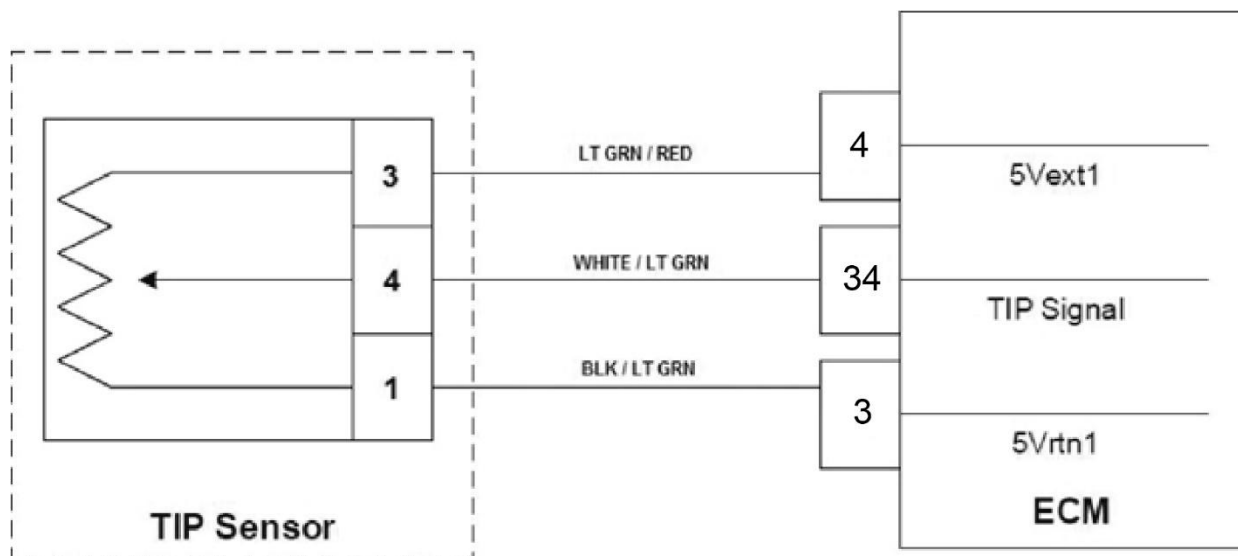 3
LT GRN / RED
4
5Vext1
4
WHITE / LT GRN
34
TIP Signal
1
BLK / LT GRN
3
5Vrtn1
TIP Sensor
ECM